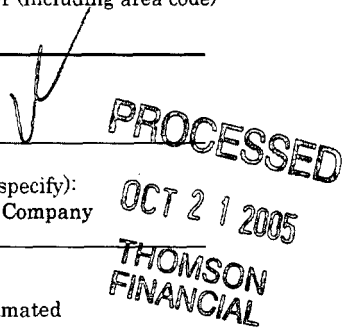 (including area code)
PROCESSED
specify):
Company
OCT 2 1 2005
THOMSON
FINANCIAL
mated